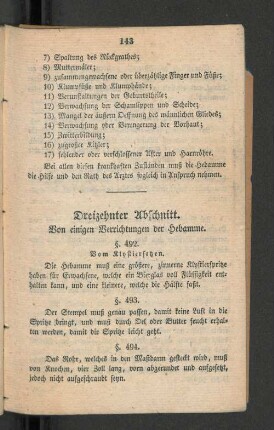 143
7) Spaltung des Rückgrathes;
8) Muttermäler;
9) zusammengewachsene oder überzählige Finger und Füße;
10) Klumpfüße und Klumphände;
11) Verunstaltungen der Geburtstheile;
12) Verwachsung der Schamlippen und Scheide;
13) Mangel der äußern Oeffnung des männlichen Gliedes;
14) Verwachsung oder Verengerung der Vorhaut;
15) Zwitterbildung;
16) zu großer Kitzler;
17) fehlender oder verschlossener After und Harnröhre.
Bei allen diesen krankhaften Zuständen muß die Hebamme
die Hilfe und den Rath des Arztes sogleich in Anspruch nehmen.
Dreizehnter Abschnitt.
Von einigen Verrichtungen der Hebamme.
§. 492.
Vom Klystiersetzen.
Die Hebamme muß eine größere, zinnerne Klystierspritze
haben für Erwachsene, welche ein Bierglas voll Flüssigkeit ent-
halten kann, und eine kleinere, welche die Hälfte faßt.
§. 493.
Der Stempel muß genau passen, damit keine Luft in die
Spritze dringt, und muß durch Oel oder Butter feucht erhal-
ten werden, damit die Spritze leicht geht.
§. 494.
Das Rohr, welches in den Mastdarm gesteckt wird, muß
von Knochen, vier Zoll lang, vorn abgerundet und aufgesetzt,
jedoch nicht aufgeschraubt seyn.